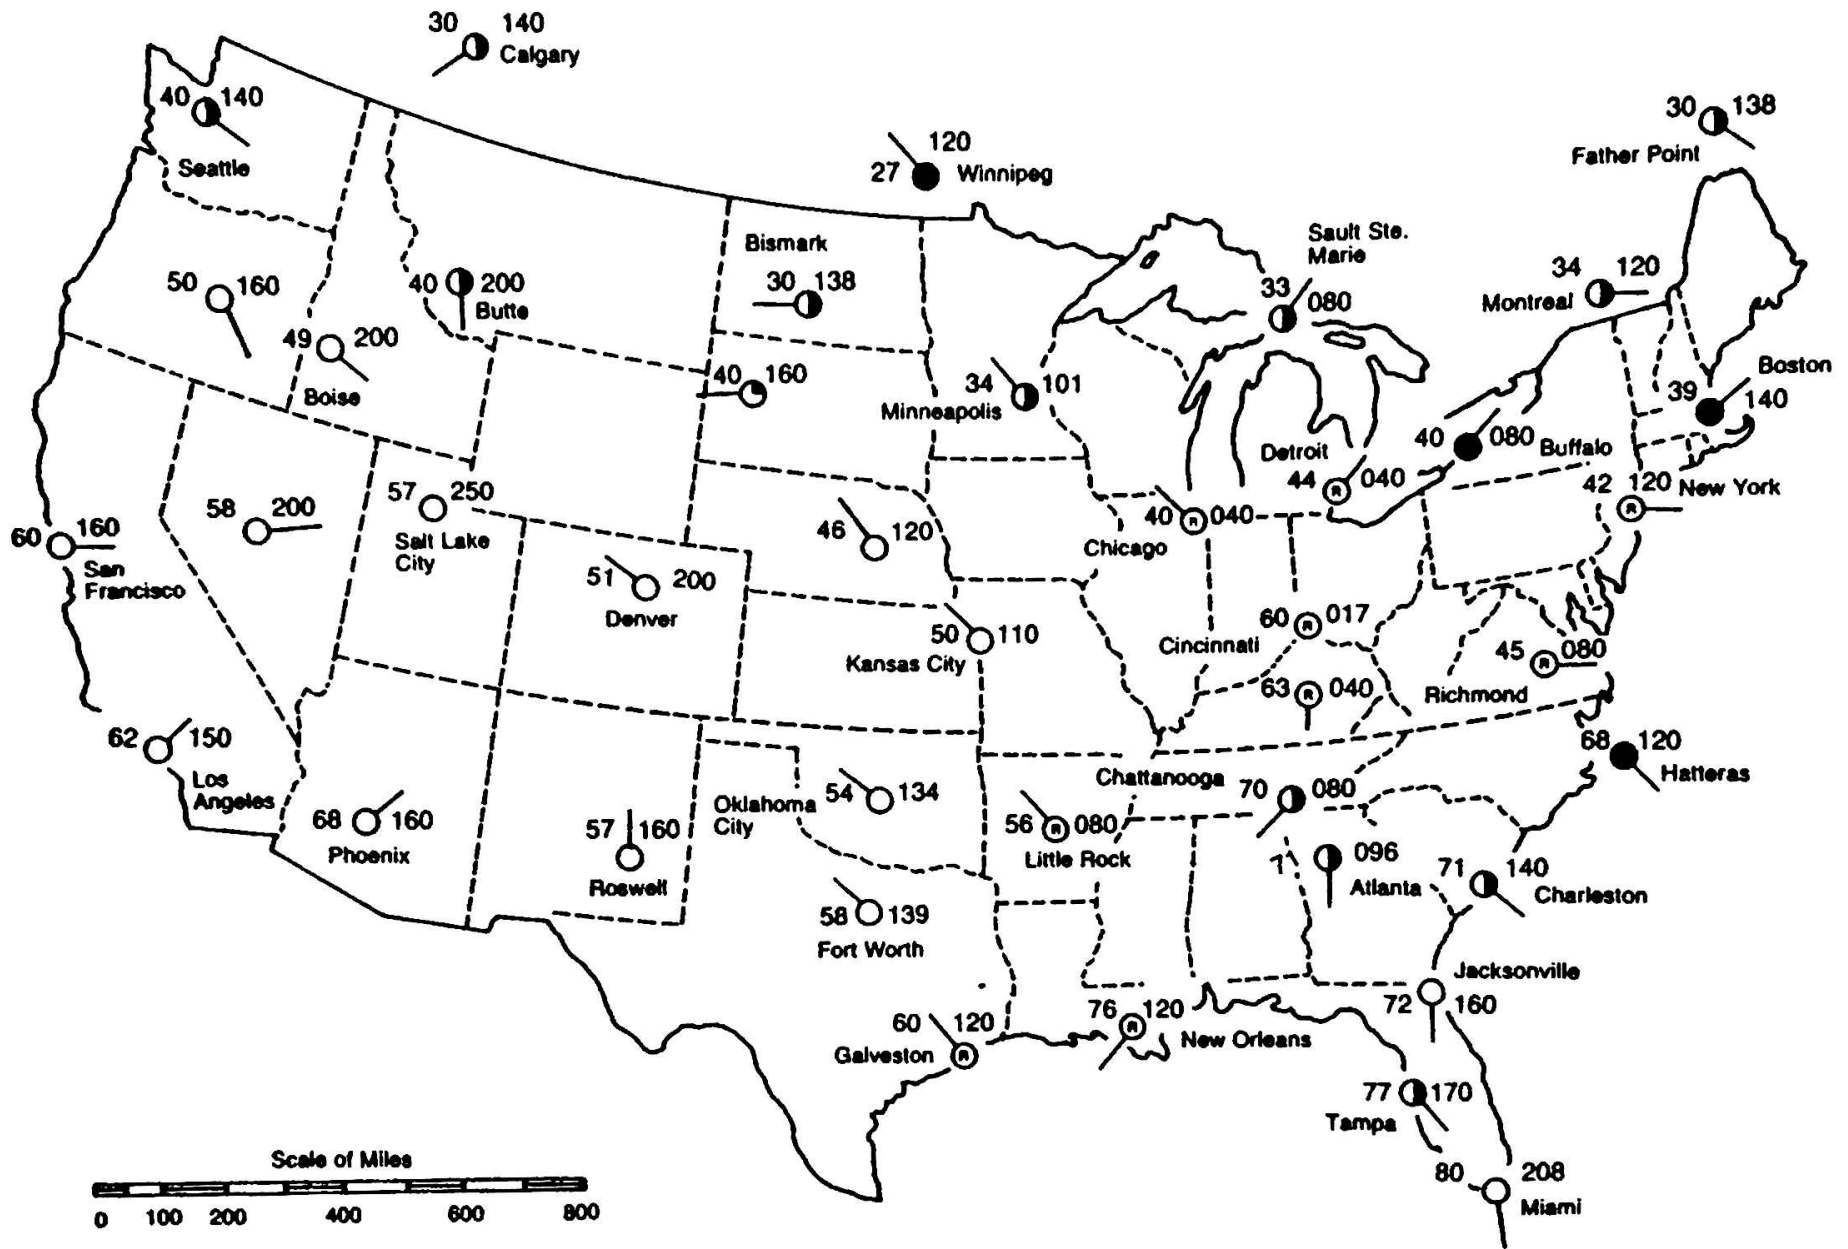 30 140
Calgary
40 140
Seattle
120
27 Winnipeg
30 138
Father Point
Bismark
30 138
Sault Ste.
Marie
33 080
34 120
Montreal
50 160
40 200
Butte
49 200
Boise
40 160
34 101
Minneapolis
Boston
39 140
40 080 Buffalo
Detroit
44 R 040
42 120
R New York
60 160
San
Francisco
58 200
57 250
Salt Lake
City
51 200
Denver
46 120
40 R 040
Chicago
50 110
Kansas City
60 R 017
Cincinnati
63 R 040
45 R 080
Richmond
62 150
Los
Angeles
68 160
Phoenix
57 160
Roswell
Oklahoma
City
54 134
56 R 080
Little Rock
Chattanooga
70 080
68 120
Hatteras
7
096
Atlanta
71 140
Charleston
58 139
Fort Worth
60 120
R
Galveston
76 120
R
New Orleans
Jacksonville
72 160
77 170
Tampa
80 208
Miami
Scale of Miles
0 100 200 400 600 800